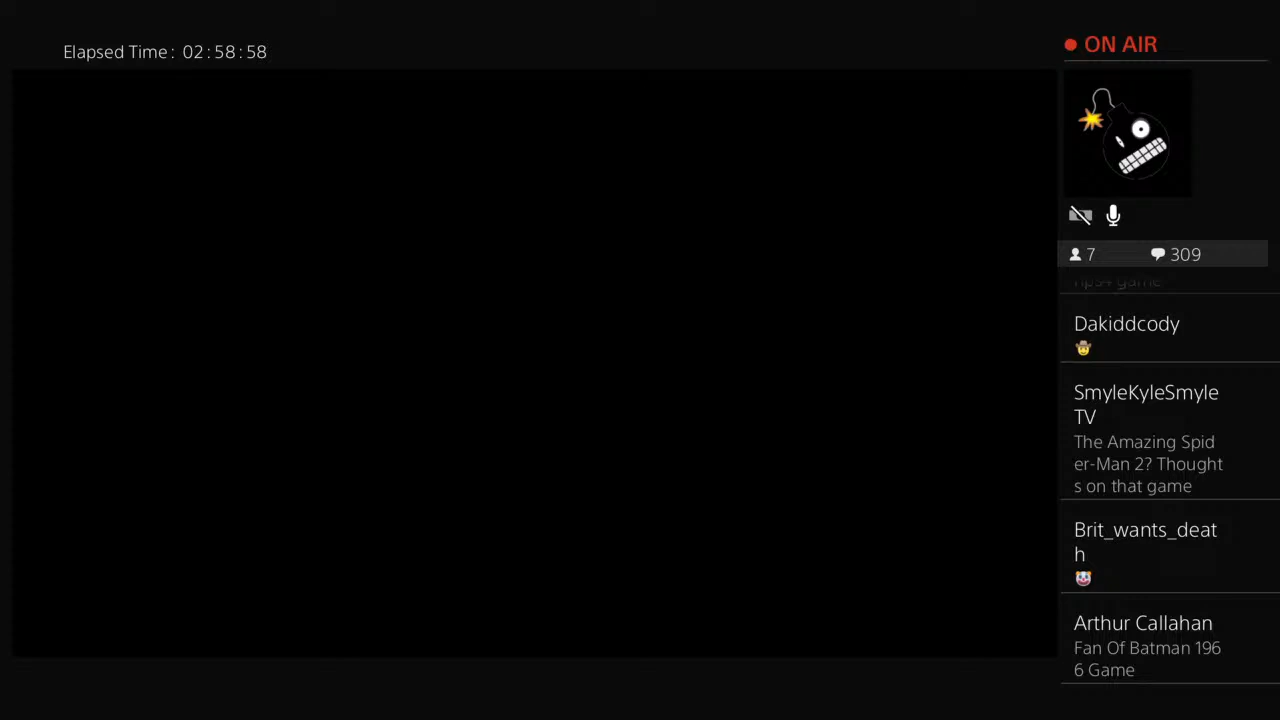 Elapsed Time: 02:58:58
ON AIR
7 309
Dakiddcody
SmyleKyleSmyle
TV
The Amazing Spid
er-Man 2? Thought
s on that game
Brit_wants_deat
h
Arthur Callahan
Fan Of Batman 196
6 Game